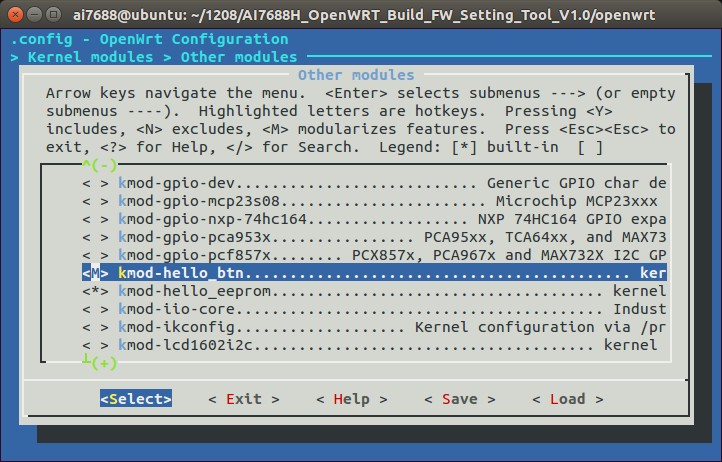 ai7688@ubuntu: ~/1208/AI7688H_OpenWRT_Build_FW_Setting_Tool_V1.0/openwrt
.config - OpenWrt Configuration
> Kernel modules > Other modules
Other modules
Arrow keys navigate the menu.  <Enter> selects submenus ---> (or empty
submenus ----).  Highlighted letters are hotkeys.  Pressing <Y>
includes, <N> excludes, <M> modularizes features.  Press <Esc><Esc> to
exit, <?> for Help, </> for Search.  Legend: [*] built-in  [ ]
^(-)
< > kmod-gpio-dev............................ Generic GPIO char de
< > kmod-gpio-mcp23s08........................ Microchip MCP23xxx
< > kmod-gpio-nxp-74hc164.................. NXP 74HC164 GPIO expa
< > kmod-gpio-pca953x................ PCA95xx, TCA64xx, and MAX73
< > kmod-gpio-pcf857x........ PCX857x, PCA967x and MAX732X I2C GP
<M> kmod-hello_btn............................................. ker
<*> kmod-hello_eeprom...................................... kernel
< > kmod-iio-core.......................................... Indust
< > kmod-ikconfig.................... Kernel configuration via /pr
< > kmod-lcd1602i2c........................................ kernel
┴(+)
<Select>    < Exit >    < Help >    < Save >    < Load >